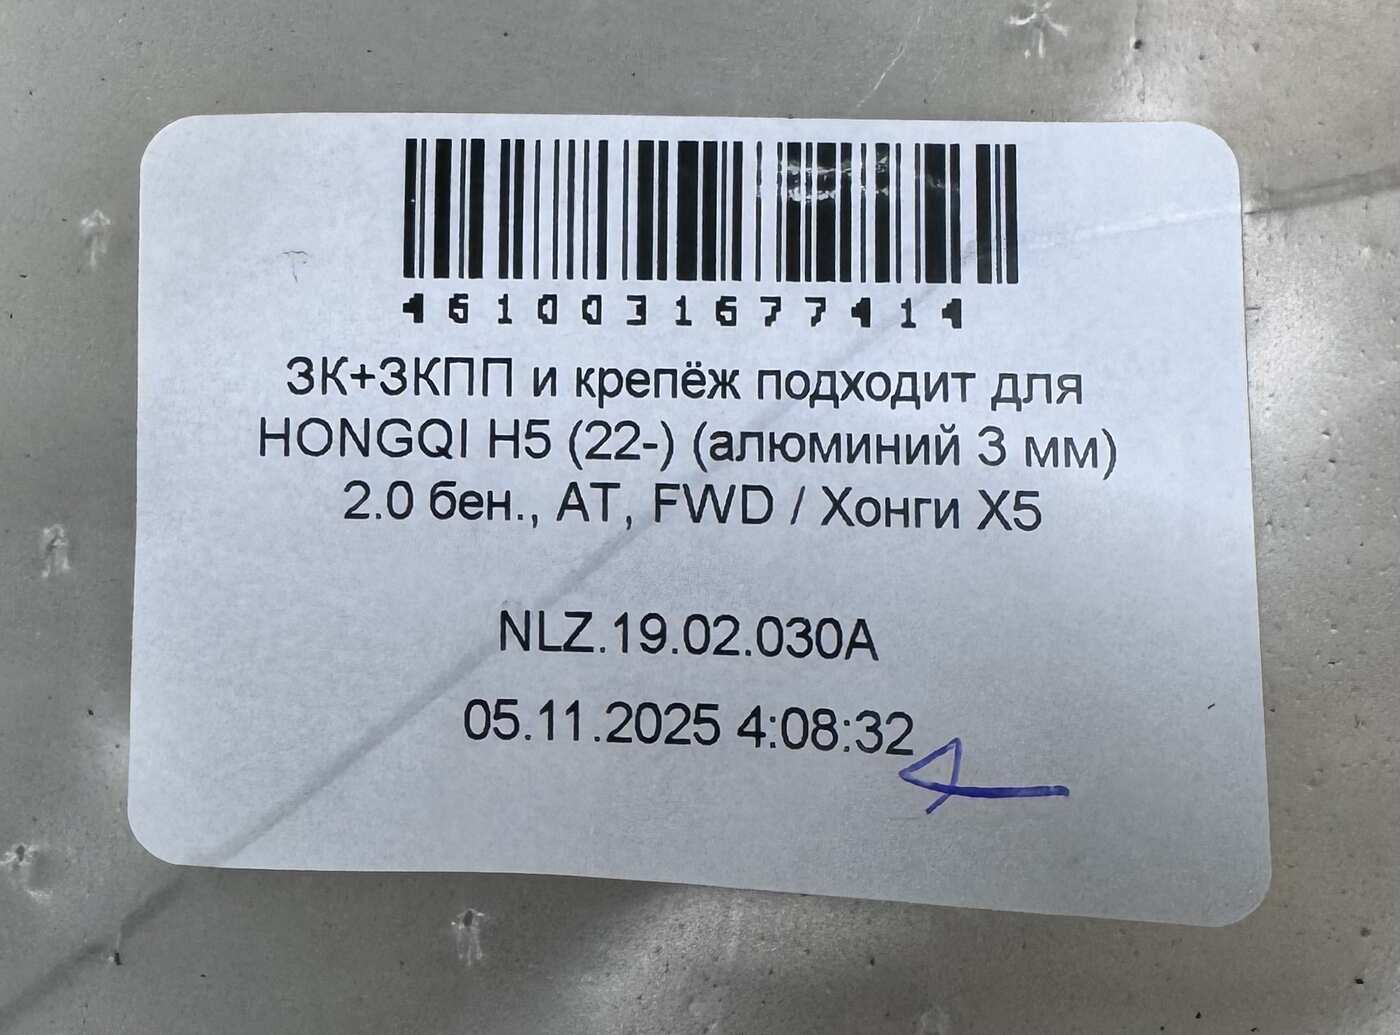 4610031677414
ЗК+ЗКПП и крепёж подходит для
HONGQI H5 (22-) (алюминий 3 мм)
2.0 бен., AT, FWD / Хонги Х5
NLZ.19.02.030A
05.11.2025 4:08:32